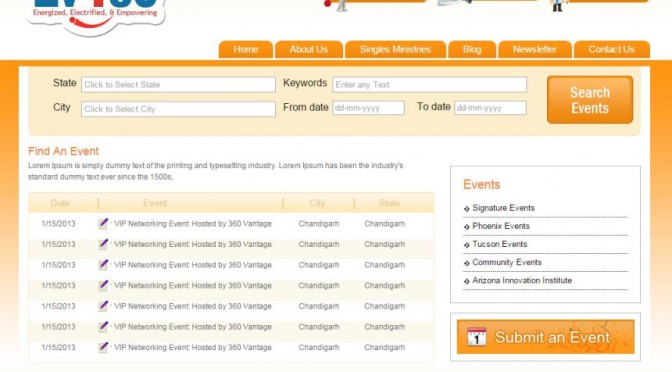 Energized, Electrified, & Empowering
Home About Us Singles Ministries Blog Newsletter Contact Us
State Click to Select State Keywords Enter any Text
City Click to Select City From date dd-mm-yyyy To date dd-mm-yyyy
Search
Events
Find An Event
Lorem Ipsum is simply dummy text of the printing and typesetting industry. Lorem Ipsum has been the industry's
standard dummy text ever since the 1500s,
Date Event City State
1/15/2013 VIP Networking Event: Hosted by 360 Vantage Chandigarh Chandigarh
1/15/2013 VIP Networking Event: Hosted by 360 Vantage Chandigarh Chandigarh
1/15/2013 VIP Networking Event: Hosted by 360 Vantage Chandigarh Chandigarh
1/15/2013 VIP Networking Event: Hosted by 360 Vantage Chandigarh Chandigarh
1/15/2013 VIP Networking Event: Hosted by 360 Vantage Chandigarh Chandigarh
1/15/2013 VIP Networking Event: Hosted by 360 Vantage Chandigarh Chandigarh
1/15/2013 VIP Networking Event: Hosted by 360 Vantage Chandigarh Chandigarh
Events
Signature Events
Phoenix Events
Tucson Events
Community Events
Arizona Innovation Institute
1 Submit an Event